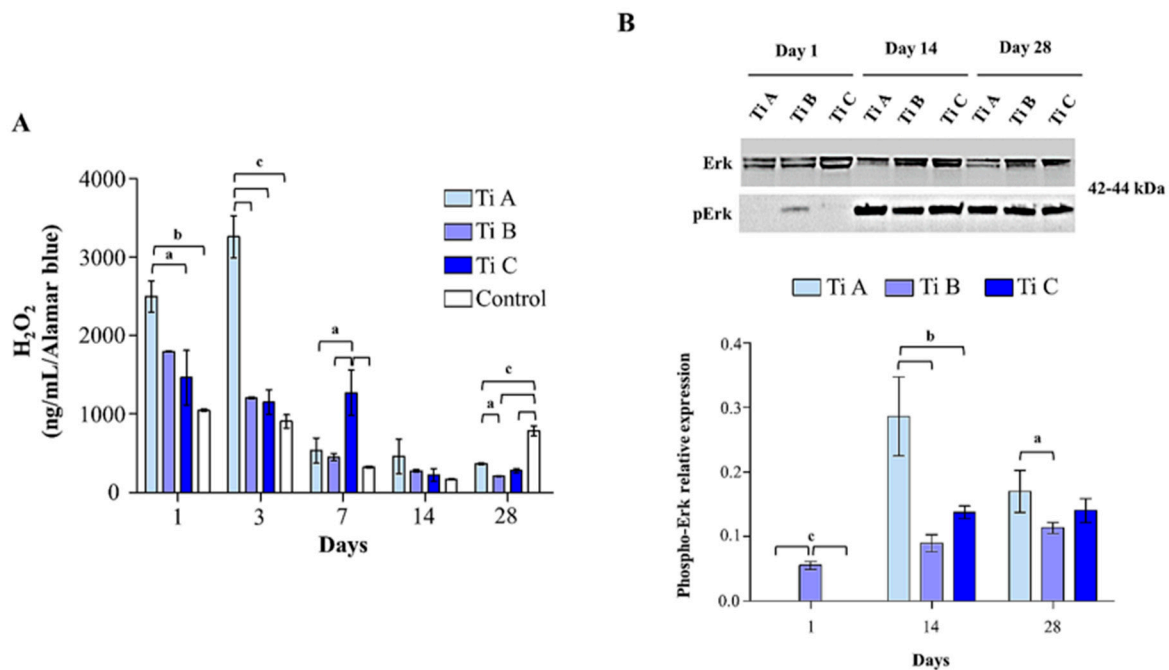 A
H₂O₂
(ng/mL/Alamar blue)
4000
3000
2000
1000
0
b
a
c
a
c
a
Ti A
Ti B
Ti C
Control
1 3 7 14 28
Days
B
Day 1 Day 14 Day 28
Ti A Ti B Ti C Ti A Ti B Ti C Ti A Ti B Ti C
Erk
pErk
42-44 kDa
Ti A Ti B Ti C
Phospho-Erk relative expression
0.4
0.3
0.2
0.1
0.0
c
b
a
1 14 28
Days